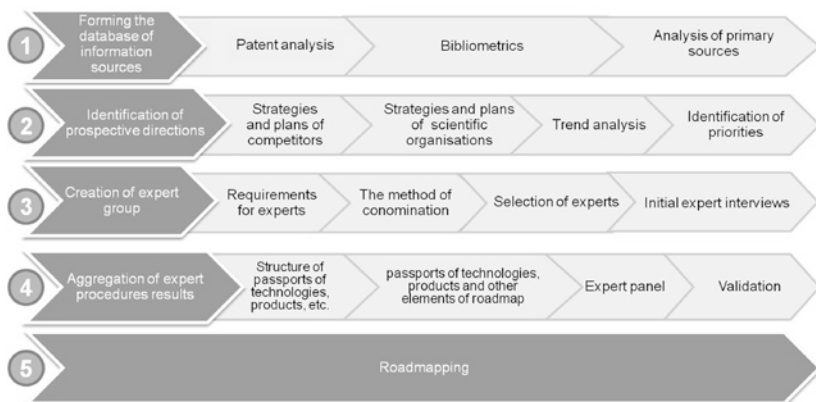 1
Forming the
database of
information
sources
Patent analysis
Bibliometrics
Analysis of primary
sources
2
Identification of
prospective directions
Strategies
and plans of
competitors
Strategies and plans
of scientific
organisations
Trend analysis
Identification of
priorities
3
Creation of expert
group
Requirements
for experts
The method of
conomination
Selection of experts
Initial expert interviews
4
Aggregation of expert
procedures results
Structure of
passports of
technologies,
products, etc.
passports of technologies,
products and other
elements of roadmap
Expert panel
Validation
5
Roadmapping